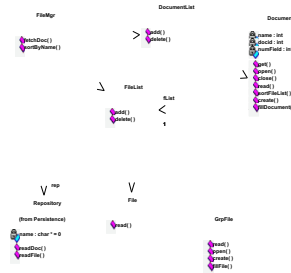 DocumentList
FileMgr
Documen
add( )
delete( )
fetchDoc( )
sortByName( )
name : int
docid : int
numField : in
get( )
open( )
close( )
read( )
sortFileList( )
create( )
fillDocument
FileList
fList
add( )
delete( )
1
rep
Repository
(from Persistence)
name : char * = 0
readDoc( )
readFile( )
File
read( )
GrpFile
read( )
open( )
create( )
fillFile( )